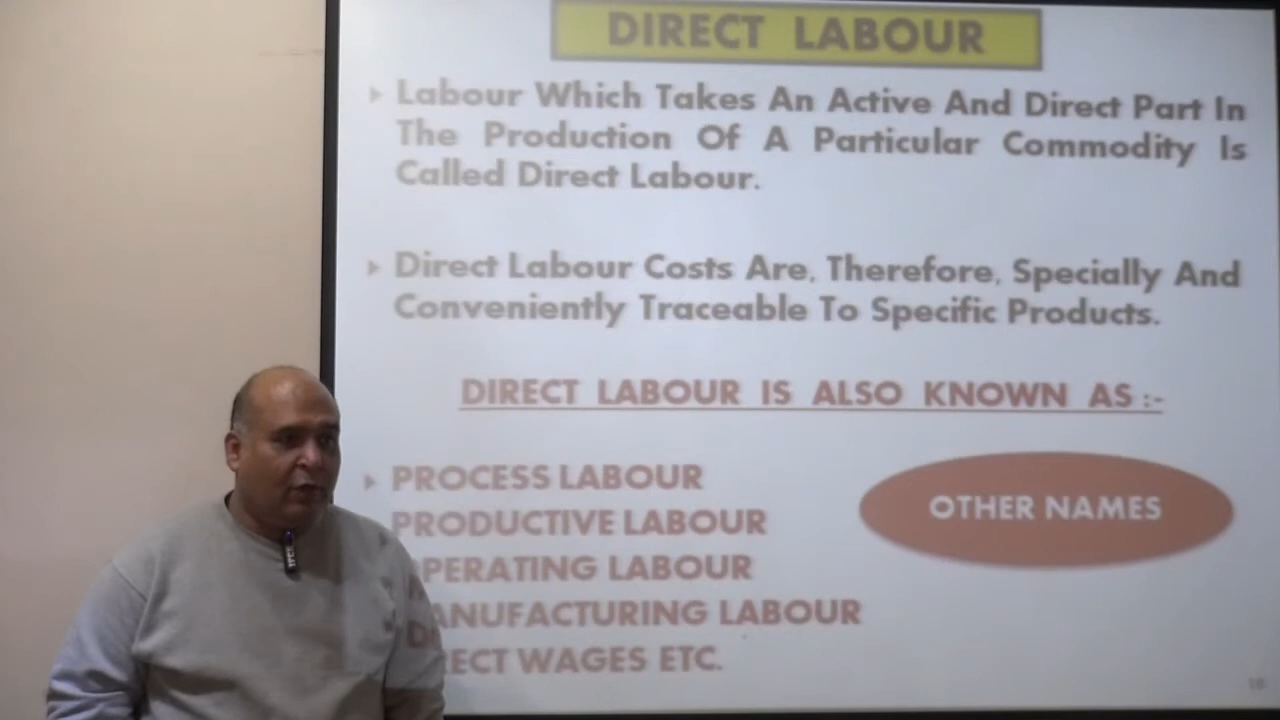 DIRECT LABOUR
Labour Which Takes An Active And Direct Part In
The Production Of A Particular Commodity Is
Called Direct Labour.
Direct Labour Costs Are, Therefore, Specially And
Conveniently Traceable To Specific Products.
DIRECT LABOUR IS ALSO KNOWN AS :-
PROCESS LABOUR
OTHER NAMES
PRODUCTIVE LABOUR
PERATING LABOUR
ANUFACTURING LABOUR
RECT WAGES ETC.